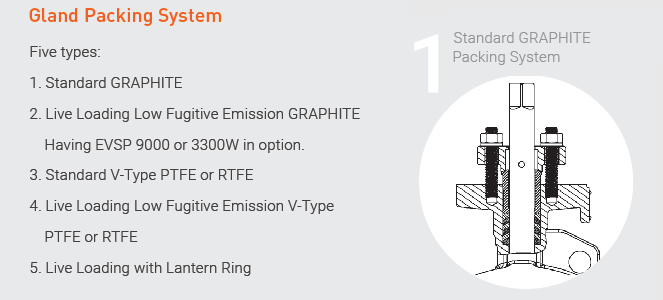 Gland Packing System
Five types:
1. Standard GRAPHITE
2. Live Loading Low Fugitive Emission GRAPHITE
Having EVSP 9000 or 3300W in option.
3. Standard V-Type PTFE or RTFE
4. Live Loading Low Fugitive Emission V-Type
PTFE or RTFE
5. Live Loading with Lantern Ring
1 Standard GRAPHITE
Packing System